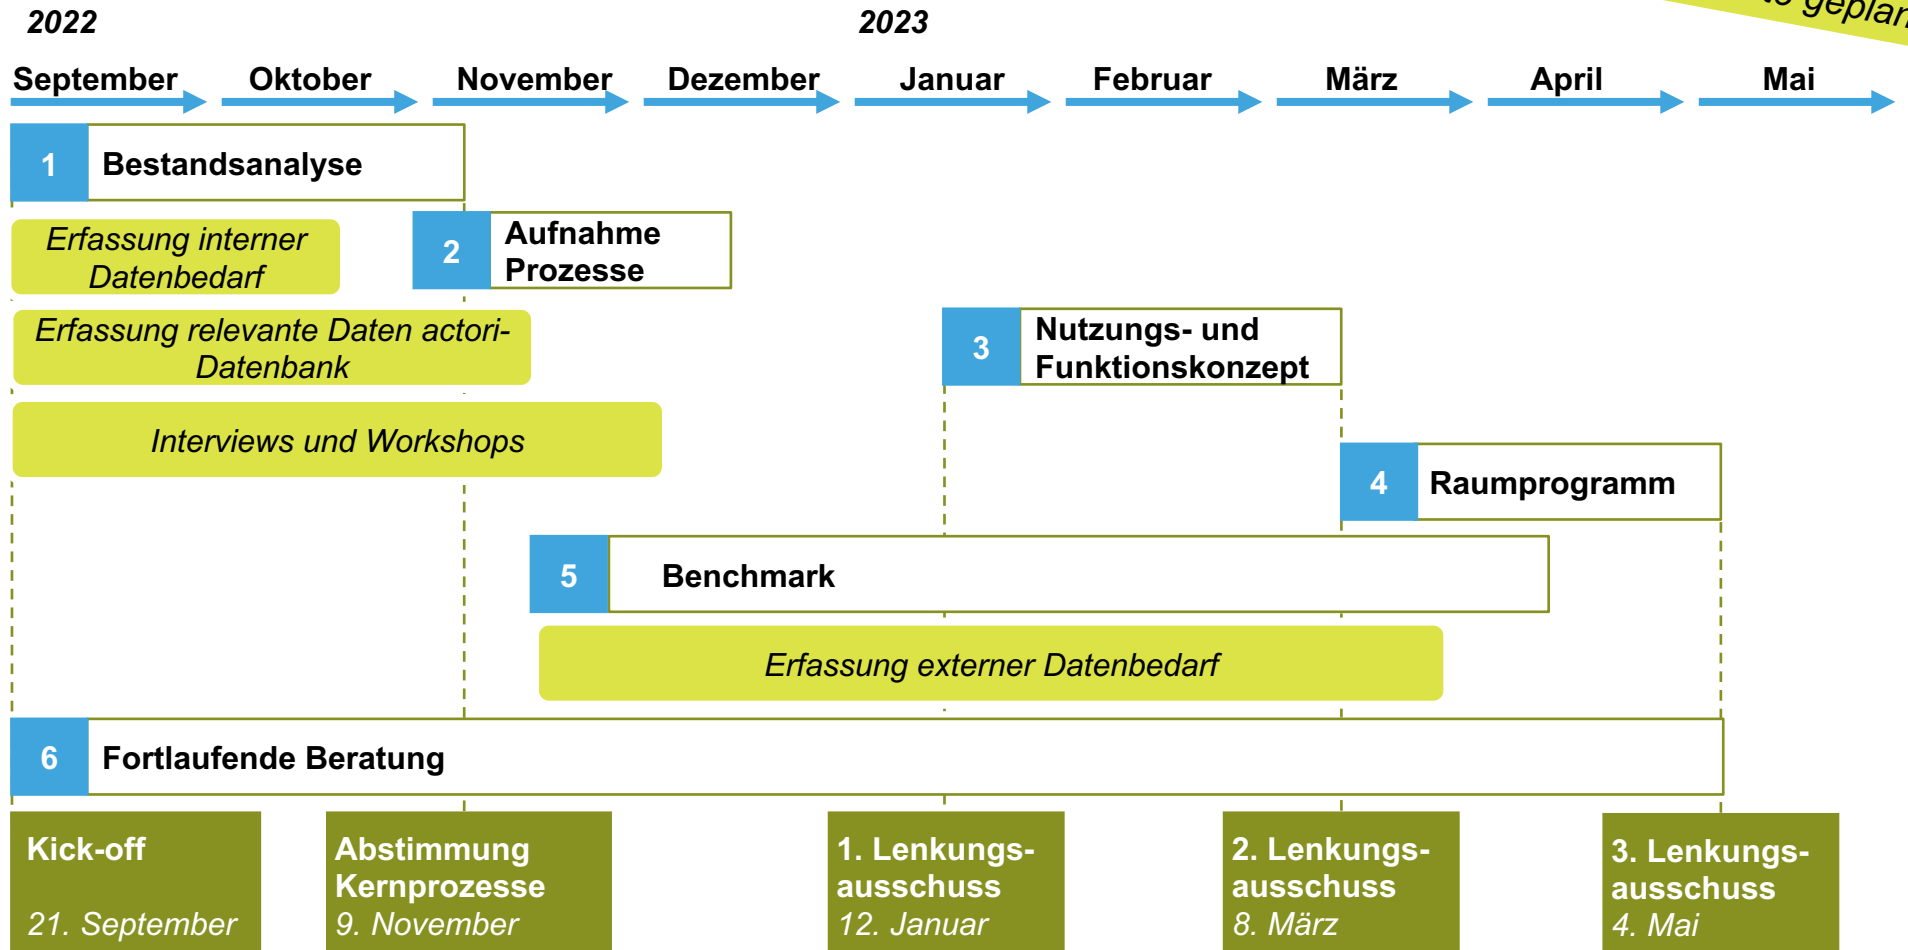 2022
2023
geplan
September
Oktober
November
Dezember
Januar
Februar
März
April
Mai
1
Bestandsanalyse
Erfassung interner
Datenbedarf
2
Aufnahme
Prozesse
Erfassung relevante Daten actori-
Datenbank
3
Nutzungs- und
Funktionskonzept
Interviews und Workshops
4
Raumprogramm
5
Benchmark
Erfassung externer Datenbedarf
6
Fortlaufende Beratung
Kick-off
21. September
Abstimmung
Kernprozesse
9. November
1. Lenkungs-
ausschuss
12. Januar
2. Lenkungs-
ausschuss
8. März
3. Lenkungs-
ausschuss
4. Mai